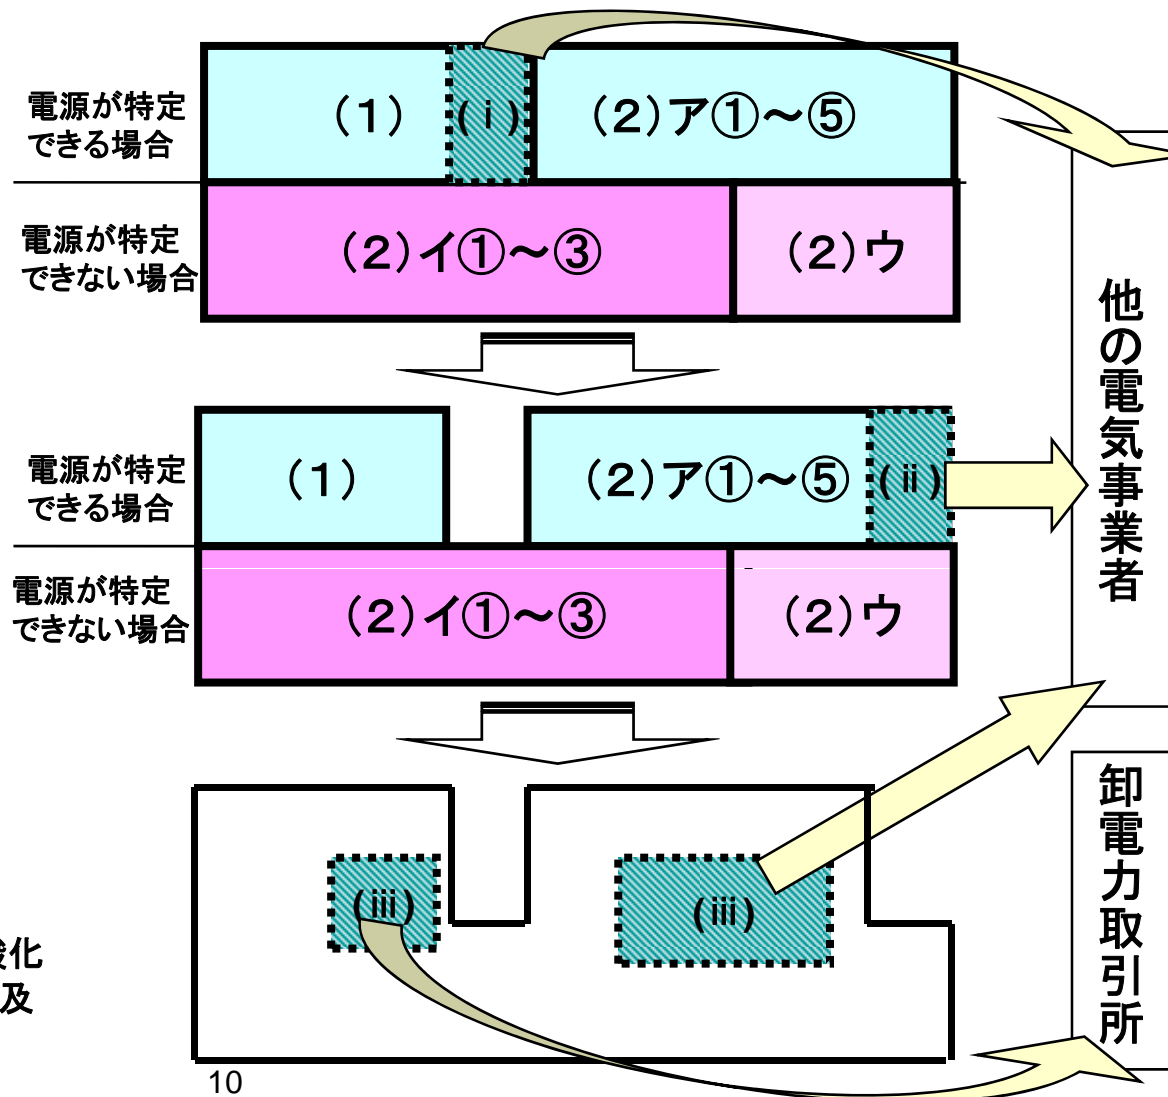 電源が特定
できる場合
(1)
(ⅰ)
(2)ア①～⑤
電源が特定
できない場合
(2)イ①～③
(2)ウ
他の電気事業者
電源が特定
できる場合
(1)
(2)ア①～⑤
(ⅱ)
電源が特定
できない場合
(2)イ①～③
(2)ウ
卸電力取引所
(ⅲ)
(ⅲ)
酸化
及
10